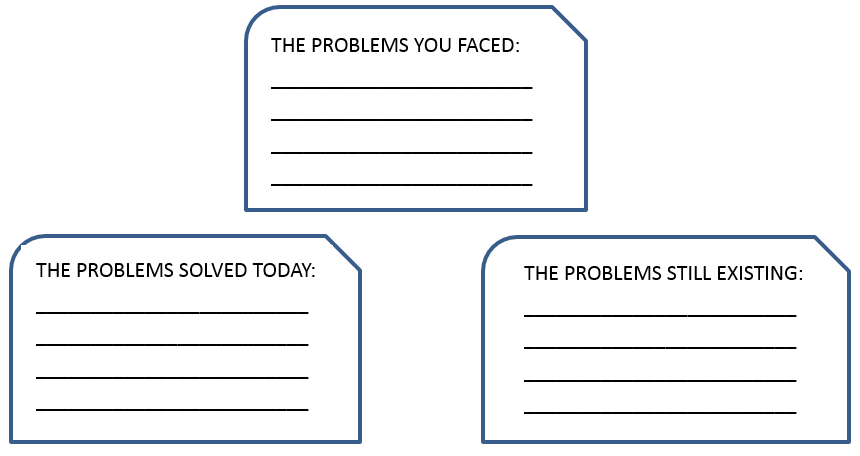 THE PROBLEMS YOU FACED:
THE PROBLEMS SOLVED TODAY:
THE PROBLEMS STILL EXISTING: